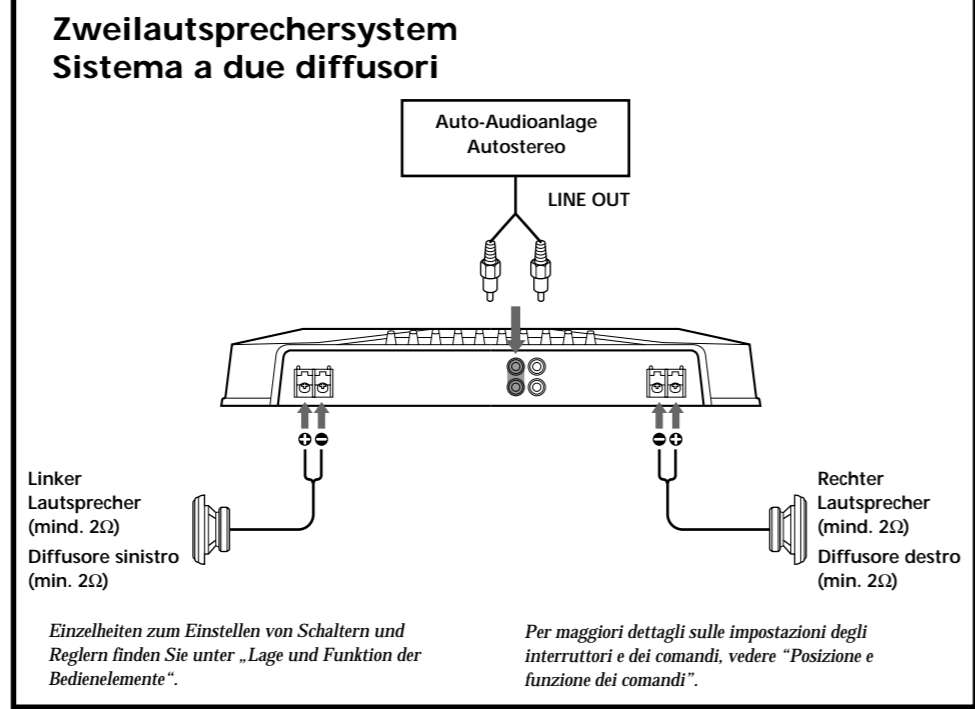 Zweilautsprechersystem
Sistema a due diffusori
Auto-Audioanlage
Autostereo
LINE OUT
Linker
Lautsprecher
(mind. 2Ω)
Diffusore sinistro
(min. 2Ω)
Rechter
Lautsprecher
(mind. 2Ω)
Diffusore destro
(min. 2Ω)
Einzelheiten zum Einstellen von Schaltern und
Reglern finden Sie unter „Lage und Funktion der
Bedienelemente“.
Per maggiori dettagli sulle impostazioni degli
interruttori e dei comandi, vedere “Posizione e
funzione dei comandi”.